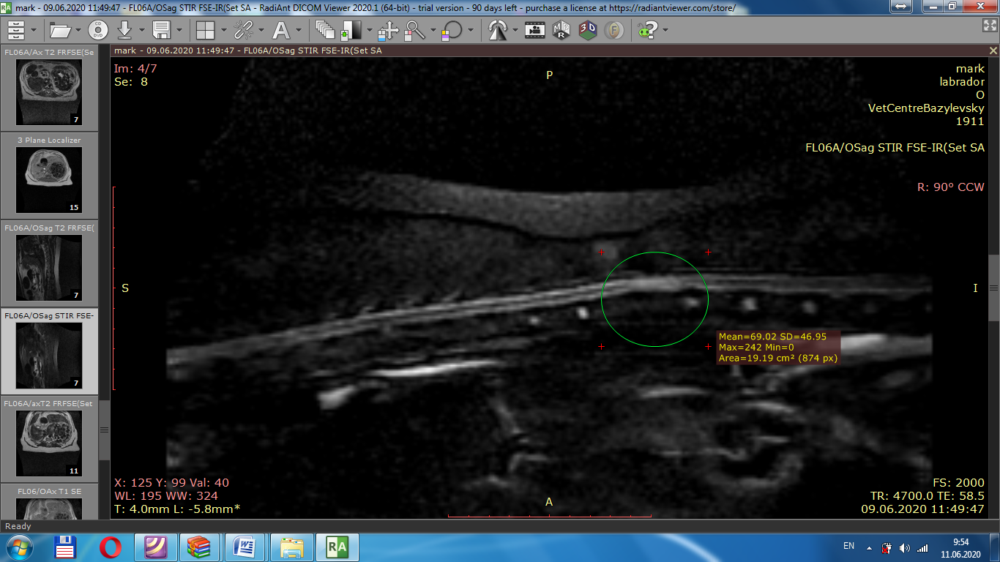 mark - 09.06.2020 11:49:47 - FL06A/OSag STIR FSE-IR(Set SA - RadiAnt DICOM Viewer 2020.1 (64-bit) - trial version - 90 days left - purchase a license at https://radiantviewer.com/store/
FL06A/Ax T2 FRFSE(Se
7
3 Plane Localizer
15
FL06A/OSag T2 FRFSE(
7
FL06A/OSag STIR FSE-
7
FL06A/axT2 FRFSE(Set
11
FL06/OAx T1 SE
mark - 09.06.2020 11:49:47 - FL06A/OSag STIR FSE-IR(Set SA
Im: 4/7
Se: 8
P
mark
labrador
O
VetCentreBazylevsky
1911
FL06A/OSag STIR FSE-IR(Set SA
R: 90° CCW
S
I
Mean=69.02 SD=46.95
Max=242 Min=0
Area=19.19 cm² (874 px)
X: 125 Y: 99 Val: 40
WL: 195 WW: 324
T: 4.0mm L: -5.8mm*
A
FS: 2000
TR: 4700.0 TE: 58.5
09.06.2020 11:49:47
Ready
EN
9:54
11.06.2020